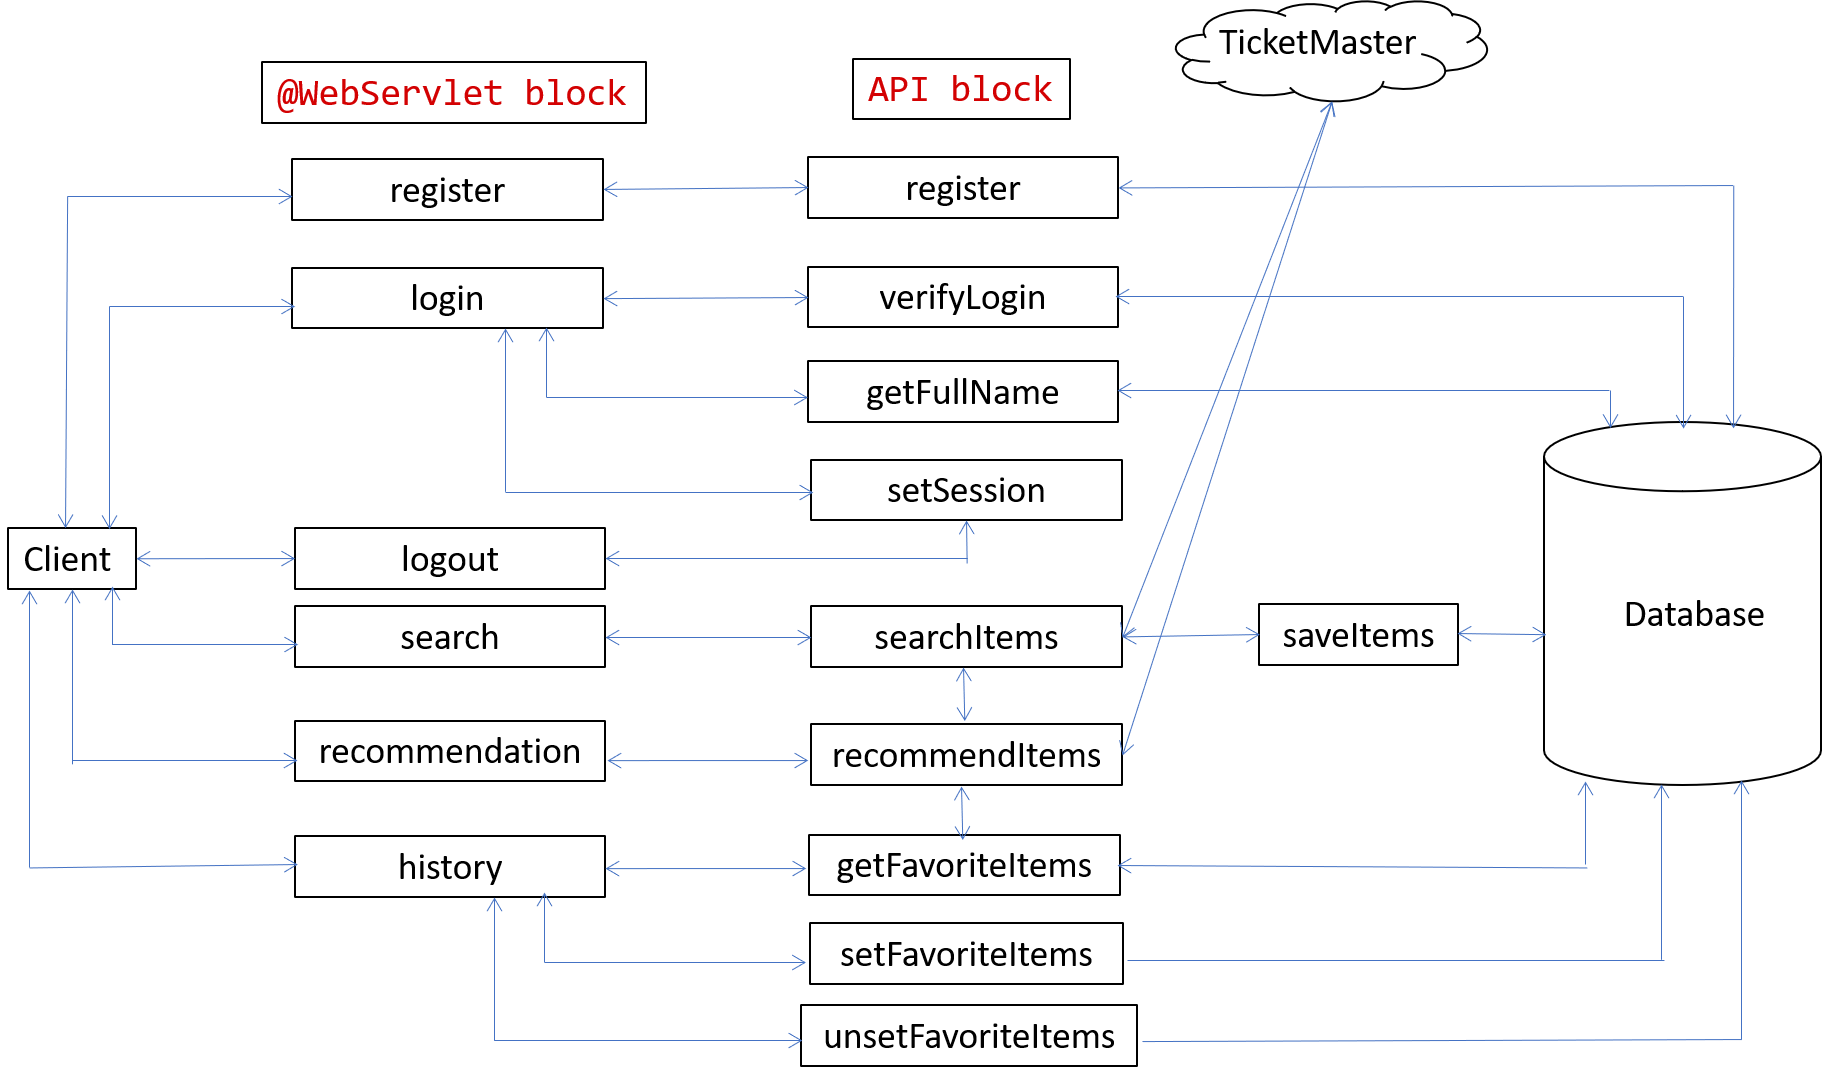 TicketMaster
@WebServlet block
API block
register
register
login
verifyLogin
getFullName
setSession
Client
logout
search
searchItems
saveItems
Database
recommendation
recommendItems
history
getFavoriteItems
setFavoriteItems
unsetFavoriteItems